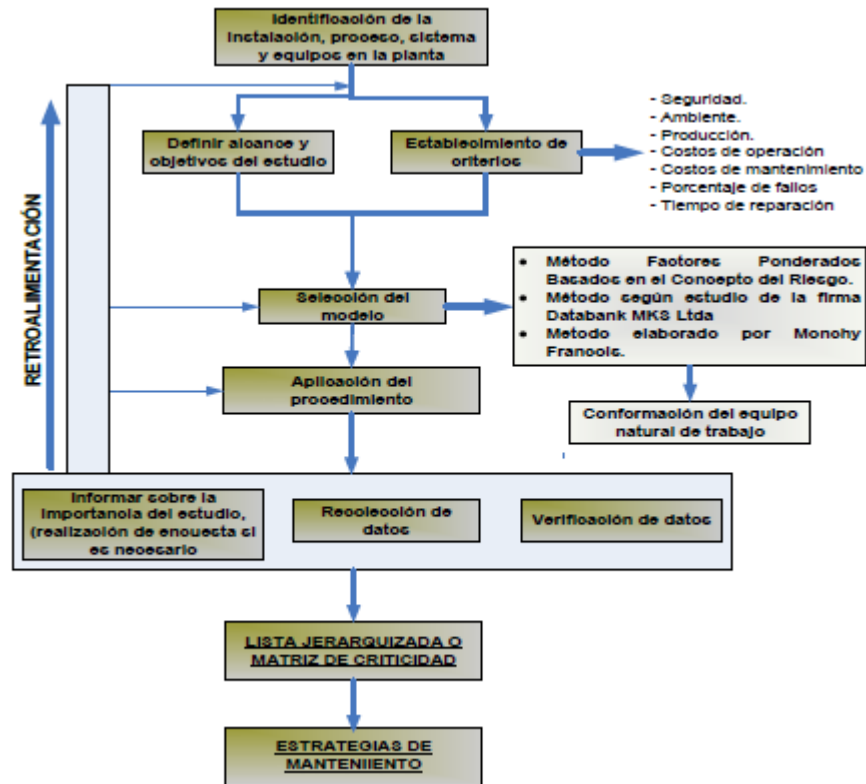 Identificación de la
instalación, proceso, sistema
y equipos en la planta
Definir alcance y
objetivos del estudio
Establecimiento de
criterios
- Seguridad.
- Ambiente.
- Producción.
- Costos de operación
- Costos de mantenimiento
- Porcentaje de fallos
- Tiempo de reparación
RETROALIMENTACIÓN
Selección del
modelo
• Método Factores Ponderados
Basados en el Concepto del Riesgo.
• Método según estudio de la firma
Databank MKS Ltda
• Metodo elaborado por Monohy
Francois.
Aplicación del
procedimiento
Conformación del equipo
natural de trabajo
Informar sobre la
importancia del estudio,
(realización de encuesta si
es necesario
Recolección de
datos
Verificación de datos
LISTA JERARQUIZADA O
MATRIZ DE CRITICIDAD
ESTRATEGIAS DE
MANTENIIENTO